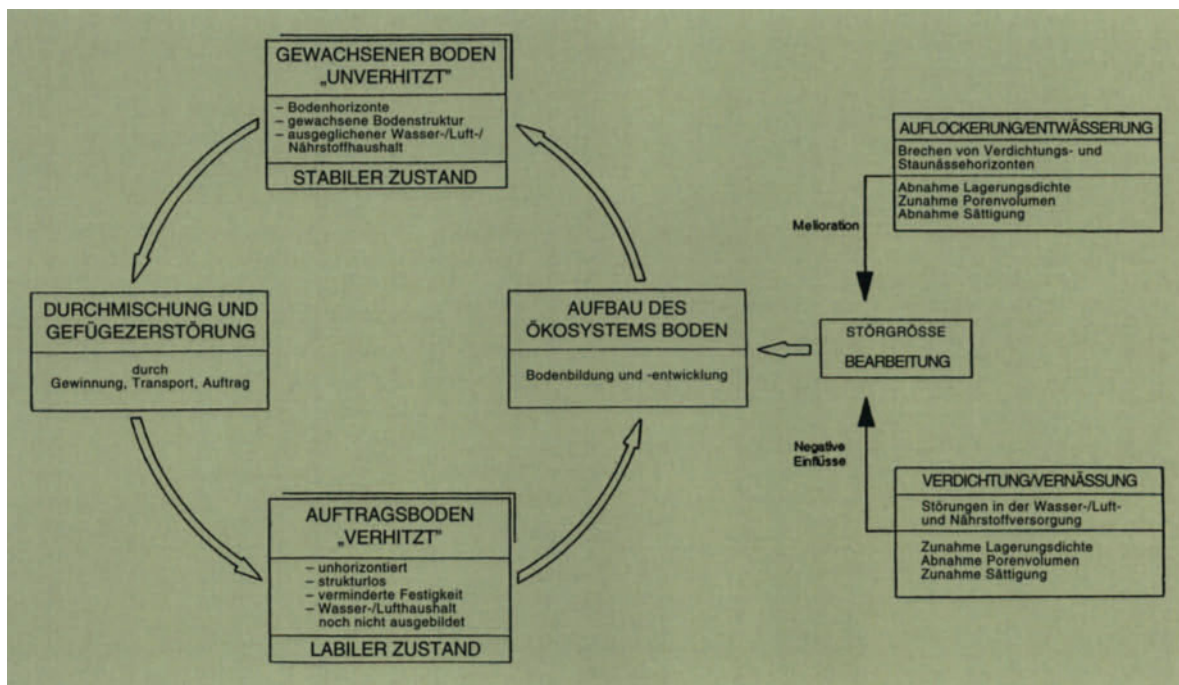 GEWACHSENER BODEN
„UNVERHITZT”
– Bodenhorizonte
– gewachsene Bodenstruktur
– ausgeglichener Wasser-/Luft-/
Nährstoffhaushalt
STABILER ZUSTAND
DURCHMISCHUNG UND
GEFÜGEZERSTÖRUNG
durch
Gewinnung, Transport, Auftrag
AUFTRAGSBODEN
„VERHITZT”
– unhorizontiert
– strukturlos
– verminderte Festigkeit
– Wasser-/Lufthaushalt
noch nicht ausgebildet
LABILER ZUSTAND
AUFBAU DES
ÖKOSYSTEMS BODEN
Bodenbildung und -entwicklung
STÖRGRÖSSE
BEARBEITUNG
AUFLOCKERUNG/ENTWÄSSERUNG
Brechen von Verdichtungs- und
Staunässehorizonten
Abnahme Lagerungsdichte
Zunahme Porenvolumen
Abnahme Sättigung
Melioration
Negative
Einflüsse
VERDICHTUNG/VERNÄSSUNG
Störungen in der Wasser-/Luft-
und Nährstoffversorgung
Zunahme Lagerungsdichte
Abnahme Porenvolumen
Zunahme Sättigung